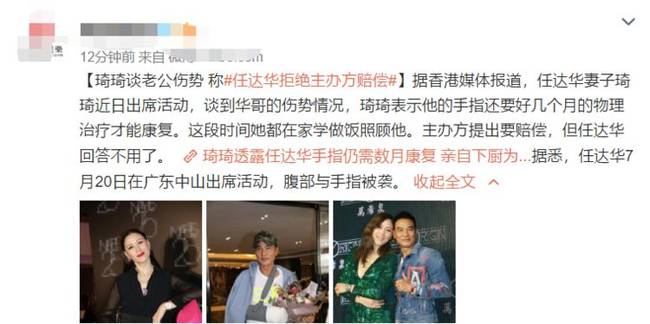 12分钟前 来自
【琦琦谈老公伤势 称#任达华拒绝主办方赔偿#】据香港媒体报道，任达华妻子琦
琦近日出席活动，谈到华哥的伤势情况，琦琦表示他的手指还要好几个月的物理
治疗才能康复。这段时间她都在家学做饭照顾他。主办方提出要赔偿，但任达华
回答不用了。 琦琦透露任达华手指仍需数月康复 亲自下厨为...据悉，任达华7
月20日在广东中山出席活动，腹部与手指被袭。 收起全文